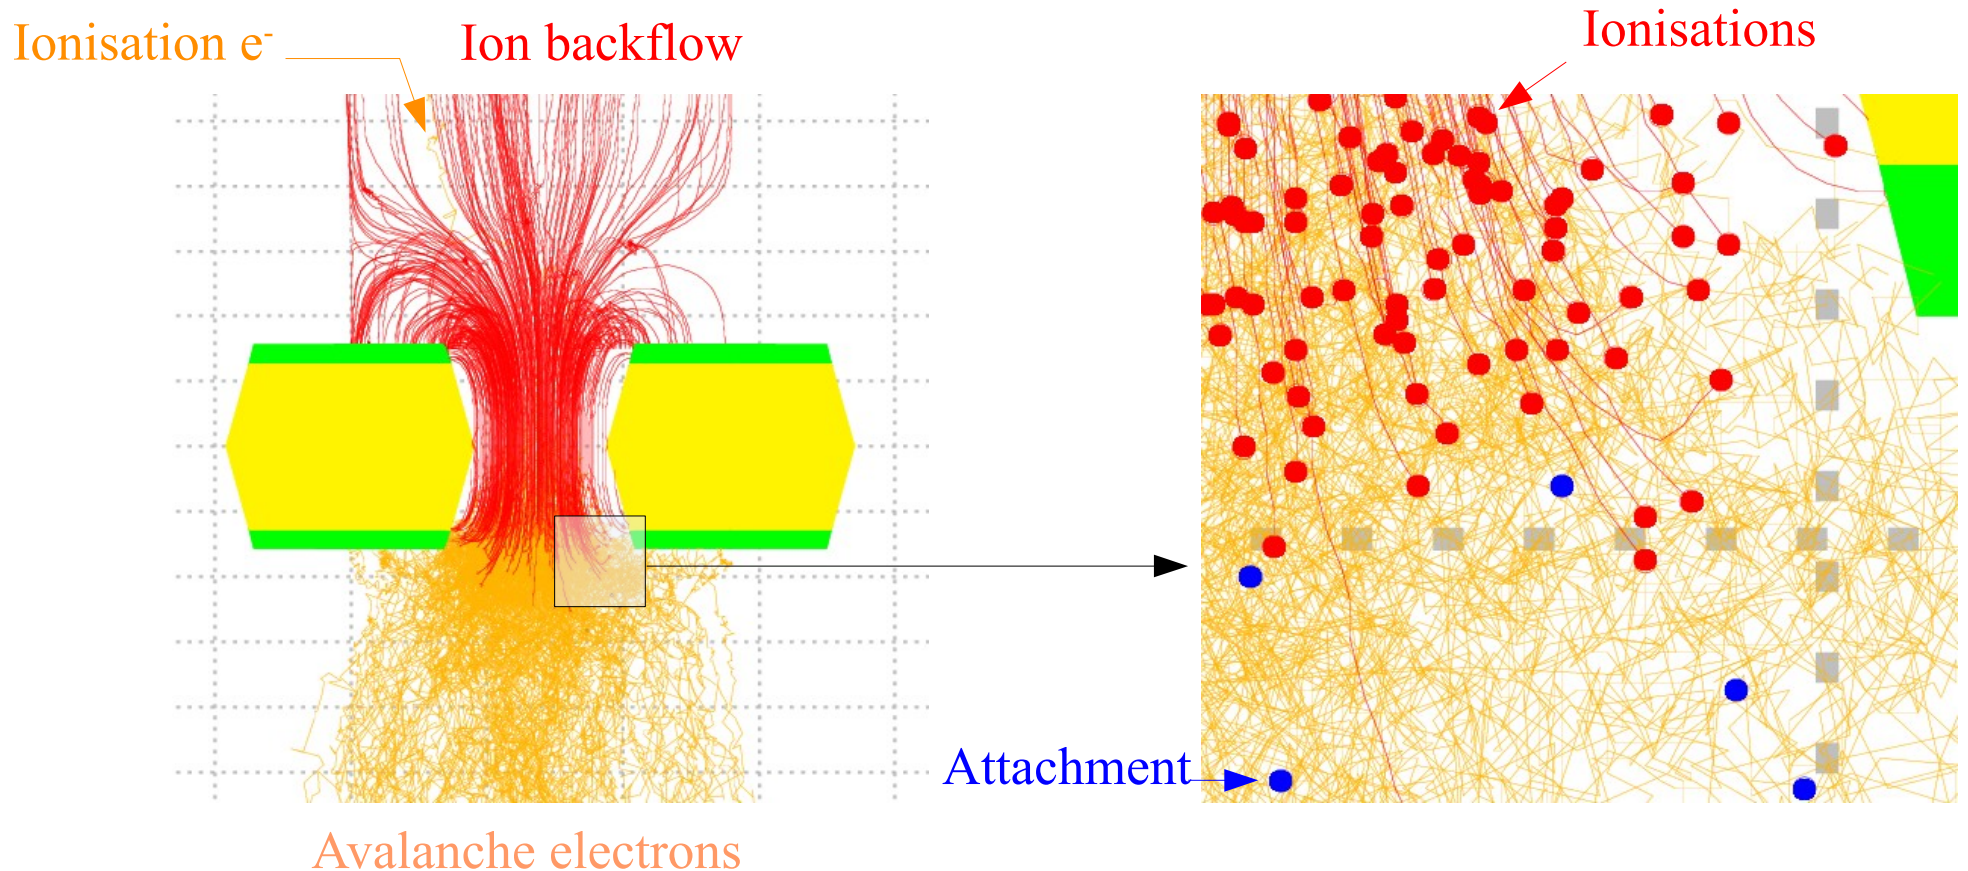 Ionisation e-
Ion backflow
Ionisations
Attachment
Avalanche electrons